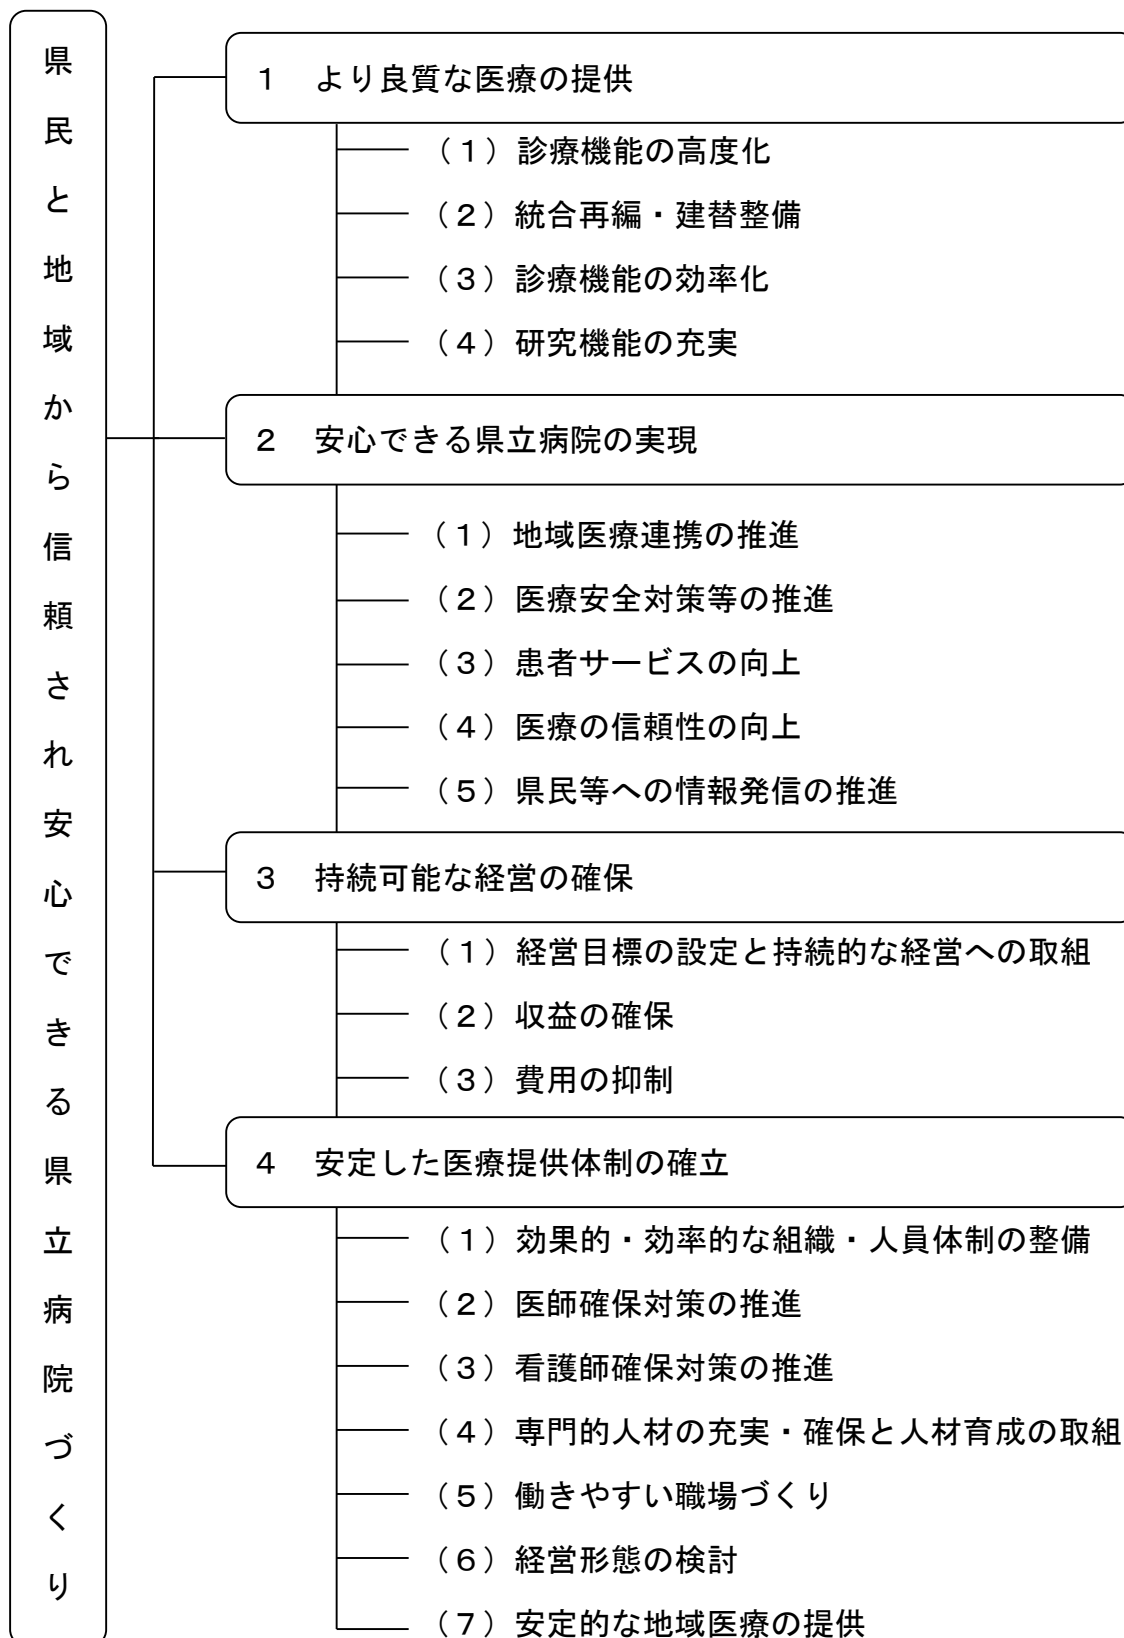 県民と地域から信頼され安心できる県立病院づくり
１　より良質な医療の提供
（１）診療機能の高度化
（２）統合再編・建替整備
（３）診療機能の効率化
（４）研究機能の充実
２　安心できる県立病院の実現
（１）地域医療連携の推進
（２）医療安全対策等の推進
（３）患者サービスの向上
（４）医療の信頼性の向上
（５）県民等への情報発信の推進
３　持続可能な経営の確保
（１）経営目標の設定と持続的な経営への取組
（２）収益の確保
（３）費用の抑制
４　安定した医療提供体制の確立
（１）効果的・効率的な組織・人員体制の整備
（２）医師確保対策の推進
（３）看護師確保対策の推進
（４）専門的人材の充実・確保と人材育成の取組
（５）働きやすい職場づくり
（６）経営形態の検討
（７）安定的な地域医療の提供